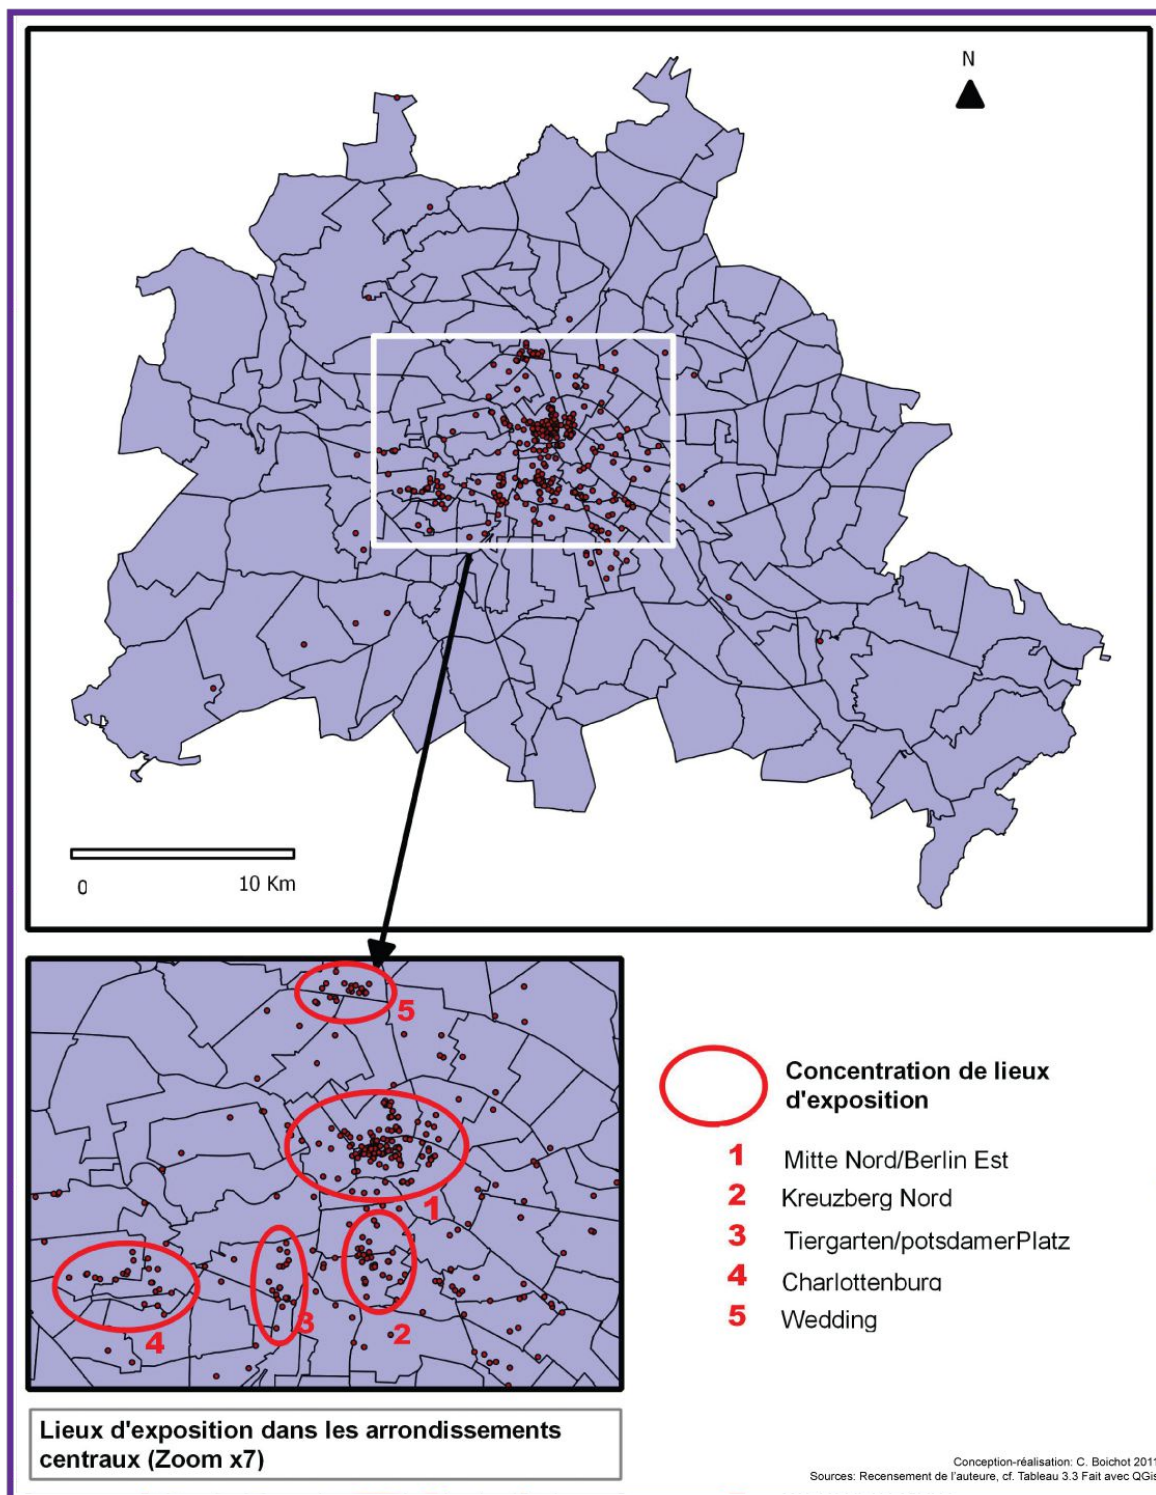 N
0
10 Km
5
1
4
3
2
Concentration de lieux
d'exposition
1 Mitte Nord/Berlin Est
2 Kreuzberg Nord
3 Tiergarten/potsdamerPlatz
4 Charlottenburg
5 Wedding
Lieux d'exposition dans les arrondissements
centraux (Zoom x7)
Conception-réalisation: C. Boichot 2011
Sources: Recensement de l'auteure, cf. Tableau 3.3 Fait avec QGis